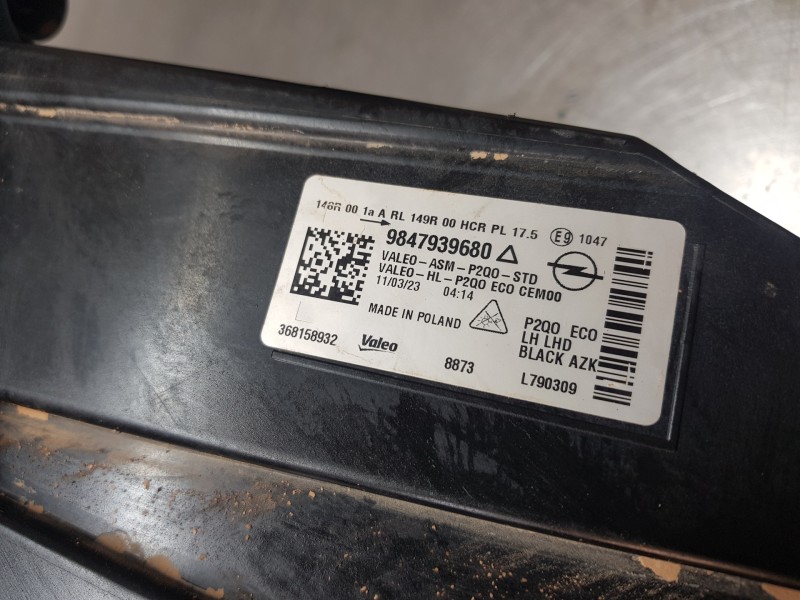 148R 00 1a A RL 149R 00 HCR PL 17.5 E9 1047
9847939680
VALEO-ASM-P2QO-STD
VALEO-HL-P2QO ECO CEM00
11/03/23 04:14
MADE IN POLAND
P2QO ECO
LH LHD
BLACK AZK
368158932 Valeo 8873 L790309